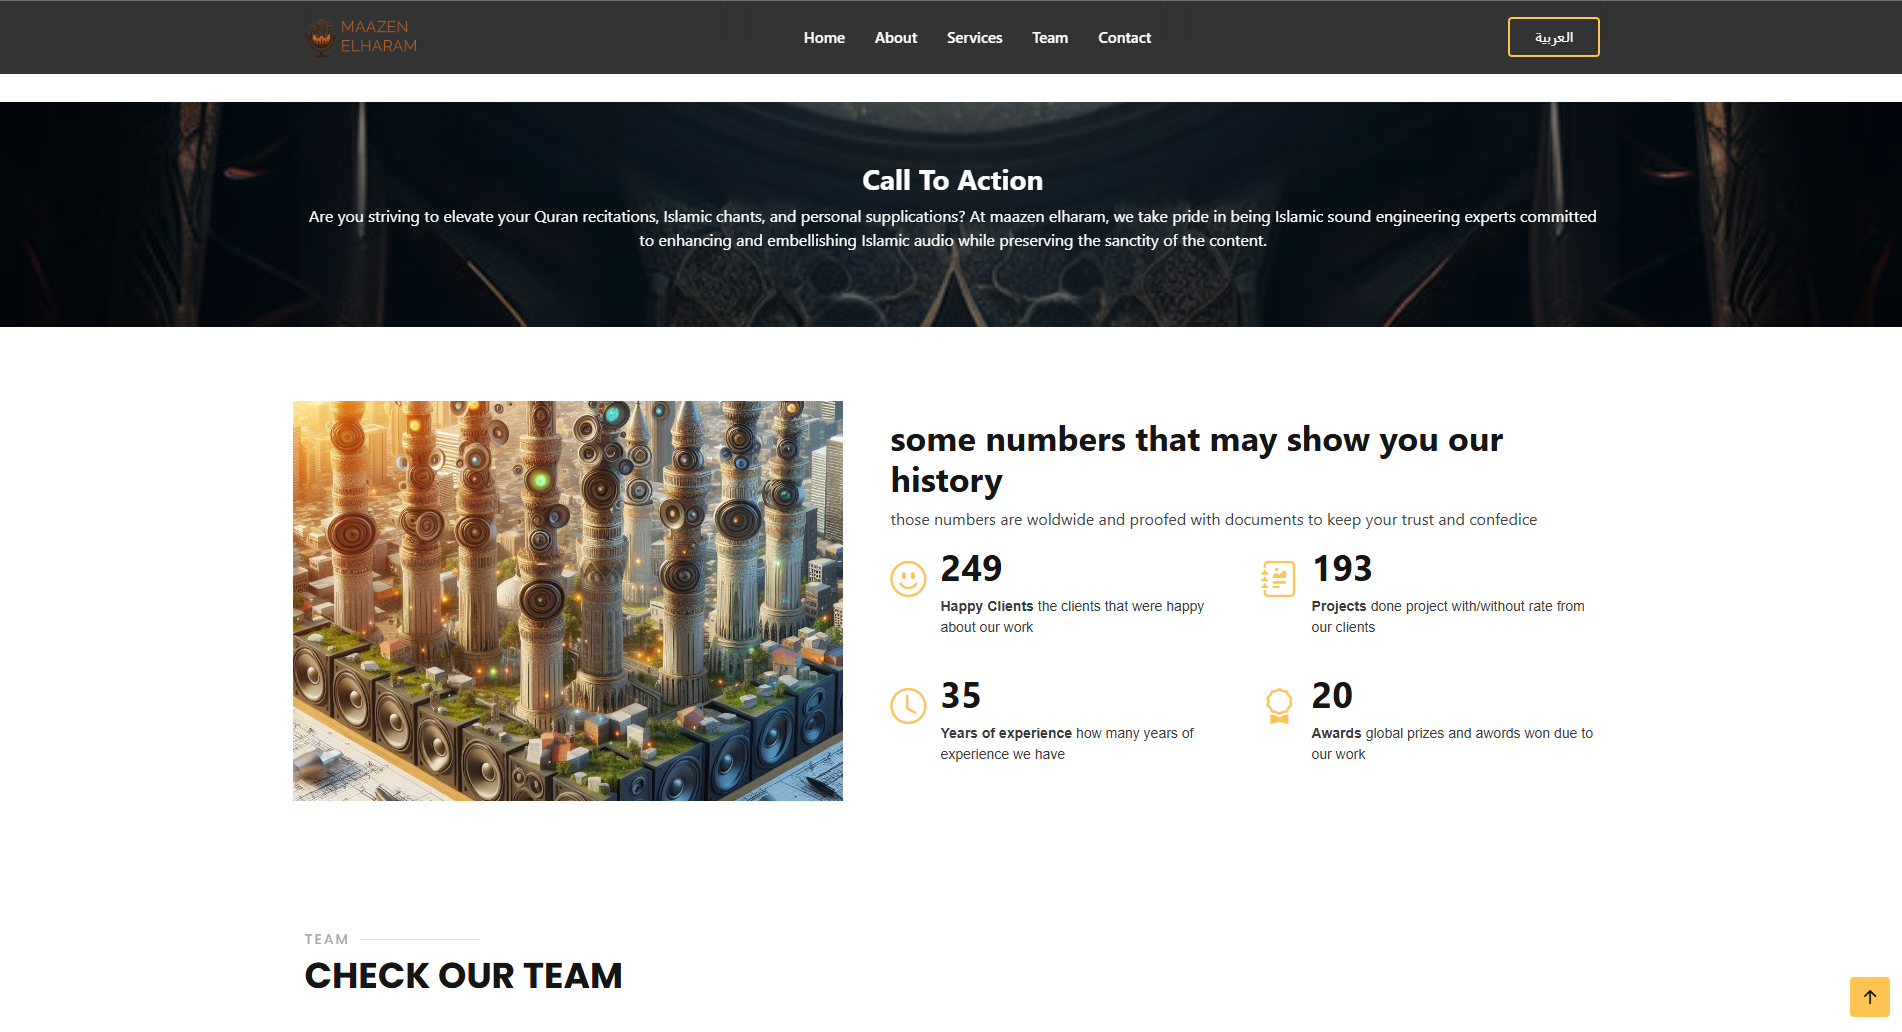 MAAZEN
ELHARAM
Home About Services Team Contact
العربية
Call To Action
Are you striving to elevate your Quran recitations, Islamic chants, and personal supplications? At maazen elharam, we take pride in being Islamic sound engineering experts committed
to enhancing and embellishing Islamic audio while preserving the sanctity of the content.
some numbers that may show you our
history
those numbers are woldwide and proofed with documents to keep your trust and confedice
249
Happy Clients the clients that were happy
about our work
193
Projects done project with/without rate from
our clients
35
Years of experience how many years of
experience we have
20
Awards global prizes and awords won due to
our work
TEAM
CHECK OUR TEAM